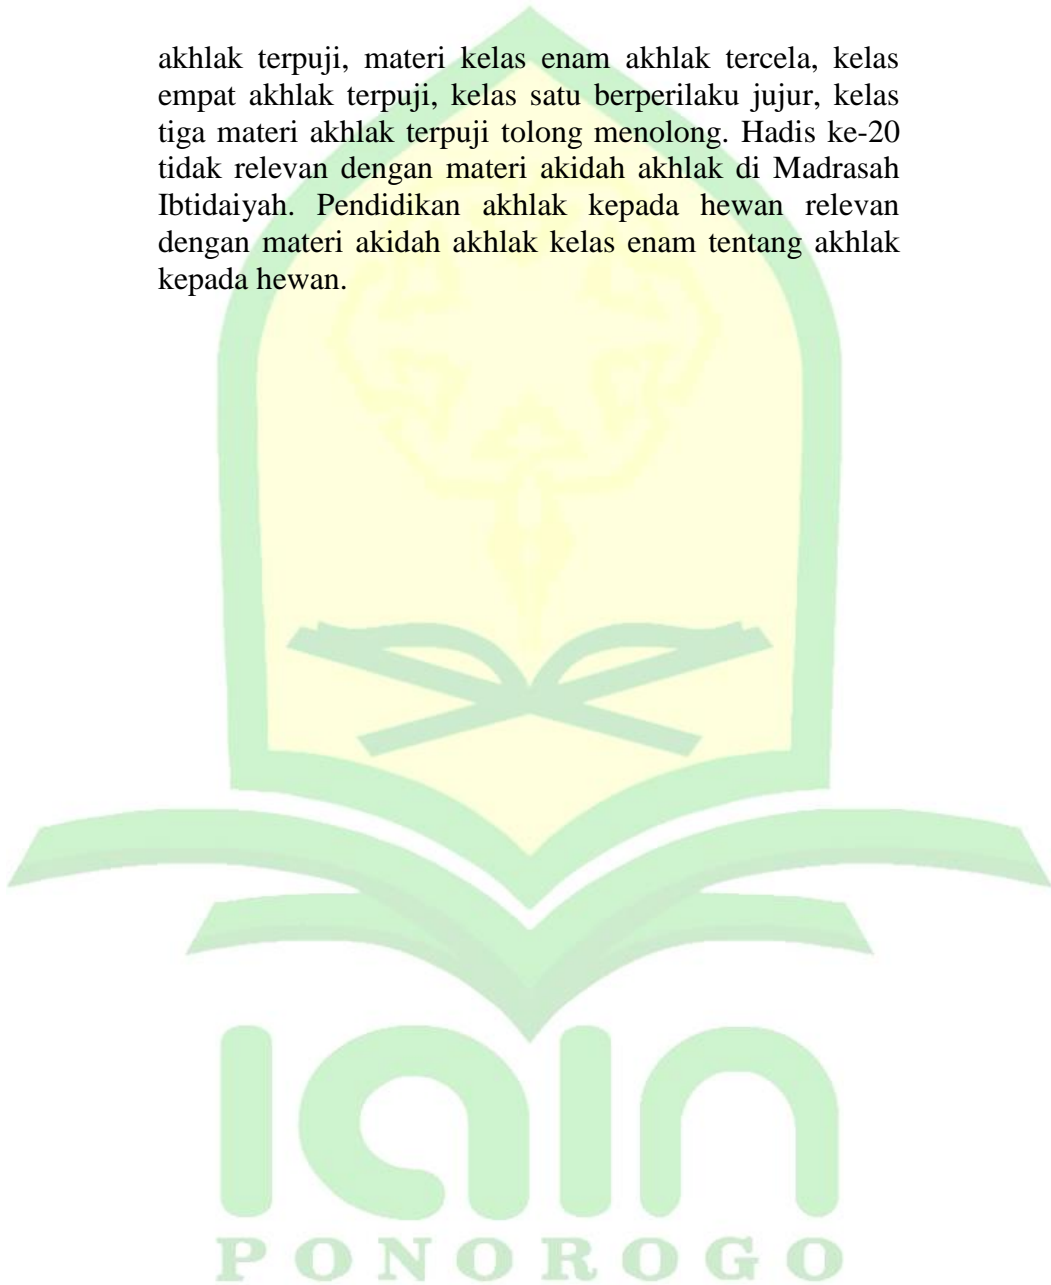 akhlak terpuji, materi kelas enam akhlak tercela, kelas
empat akhlak terpuji, kelas satu berperilaku jujur, kelas
tiga materi akhlak terpuji tolong menolong. Hadis ke-20
tidak relevan dengan materi akidah akhlak di Madrasah
Ibtidaiyah. Pendidikan akhlak kepada hewan relevan
dengan materi akidah akhlak kelas enam tentang akhlak
kepada hewan.
iain
PONOROGO